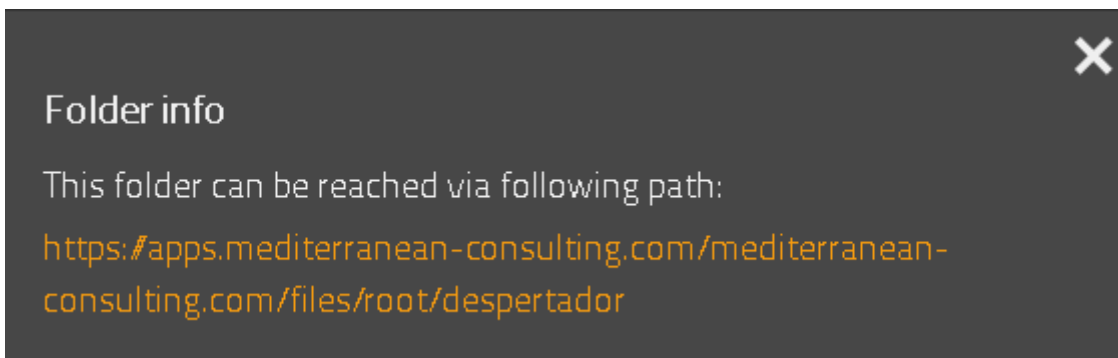 Folder info
This folder can be reached via following path:
https://apps.mediterranean-consulting.com/mediterranean-
consulting.com/files/root/despertador